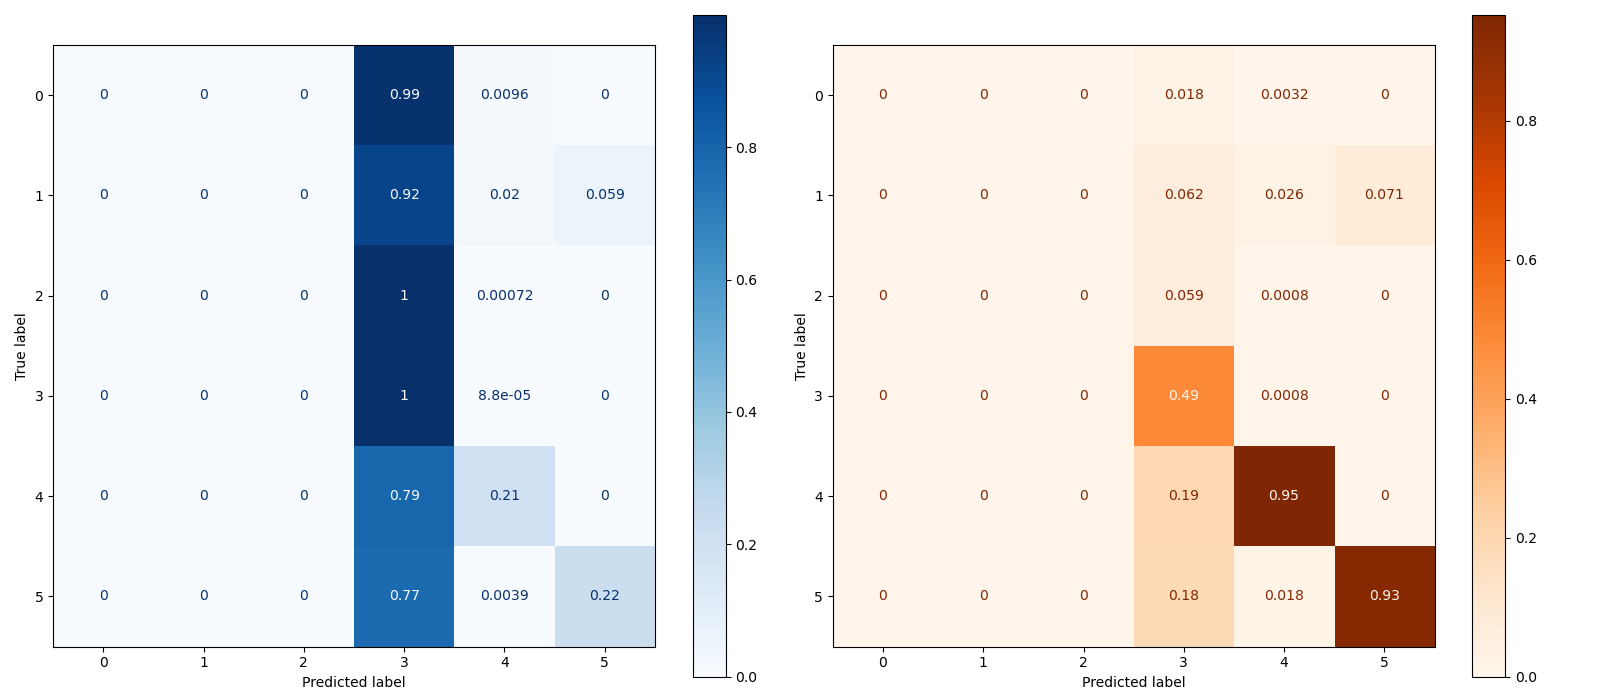 0 0 0 0 0.99 0.0096 0
1 0 0 0 0.92 0.02 0.059
2 0 0 0 1 0.00072 0
3 0 0 0 1 8.8e-05 0
4 0 0 0 0.79 0.21 0
5 0 0 0 0.77 0.0039 0.22
0 1 2 3 4 5
True label
Predicted label
0.8
0.6
0.4
0.2
0.0
0 0 0 0 0.018 0.0032 0
1 0 0 0 0.062 0.026 0.071
2 0 0 0 0.059 0.0008 0
3 0 0 0 0.49 0.0008 0
4 0 0 0 0.19 0.95 0
5 0 0 0 0.18 0.018 0.93
0 1 2 3 4 5
True label
Predicted label
0.8
0.6
0.4
0.2
0.0